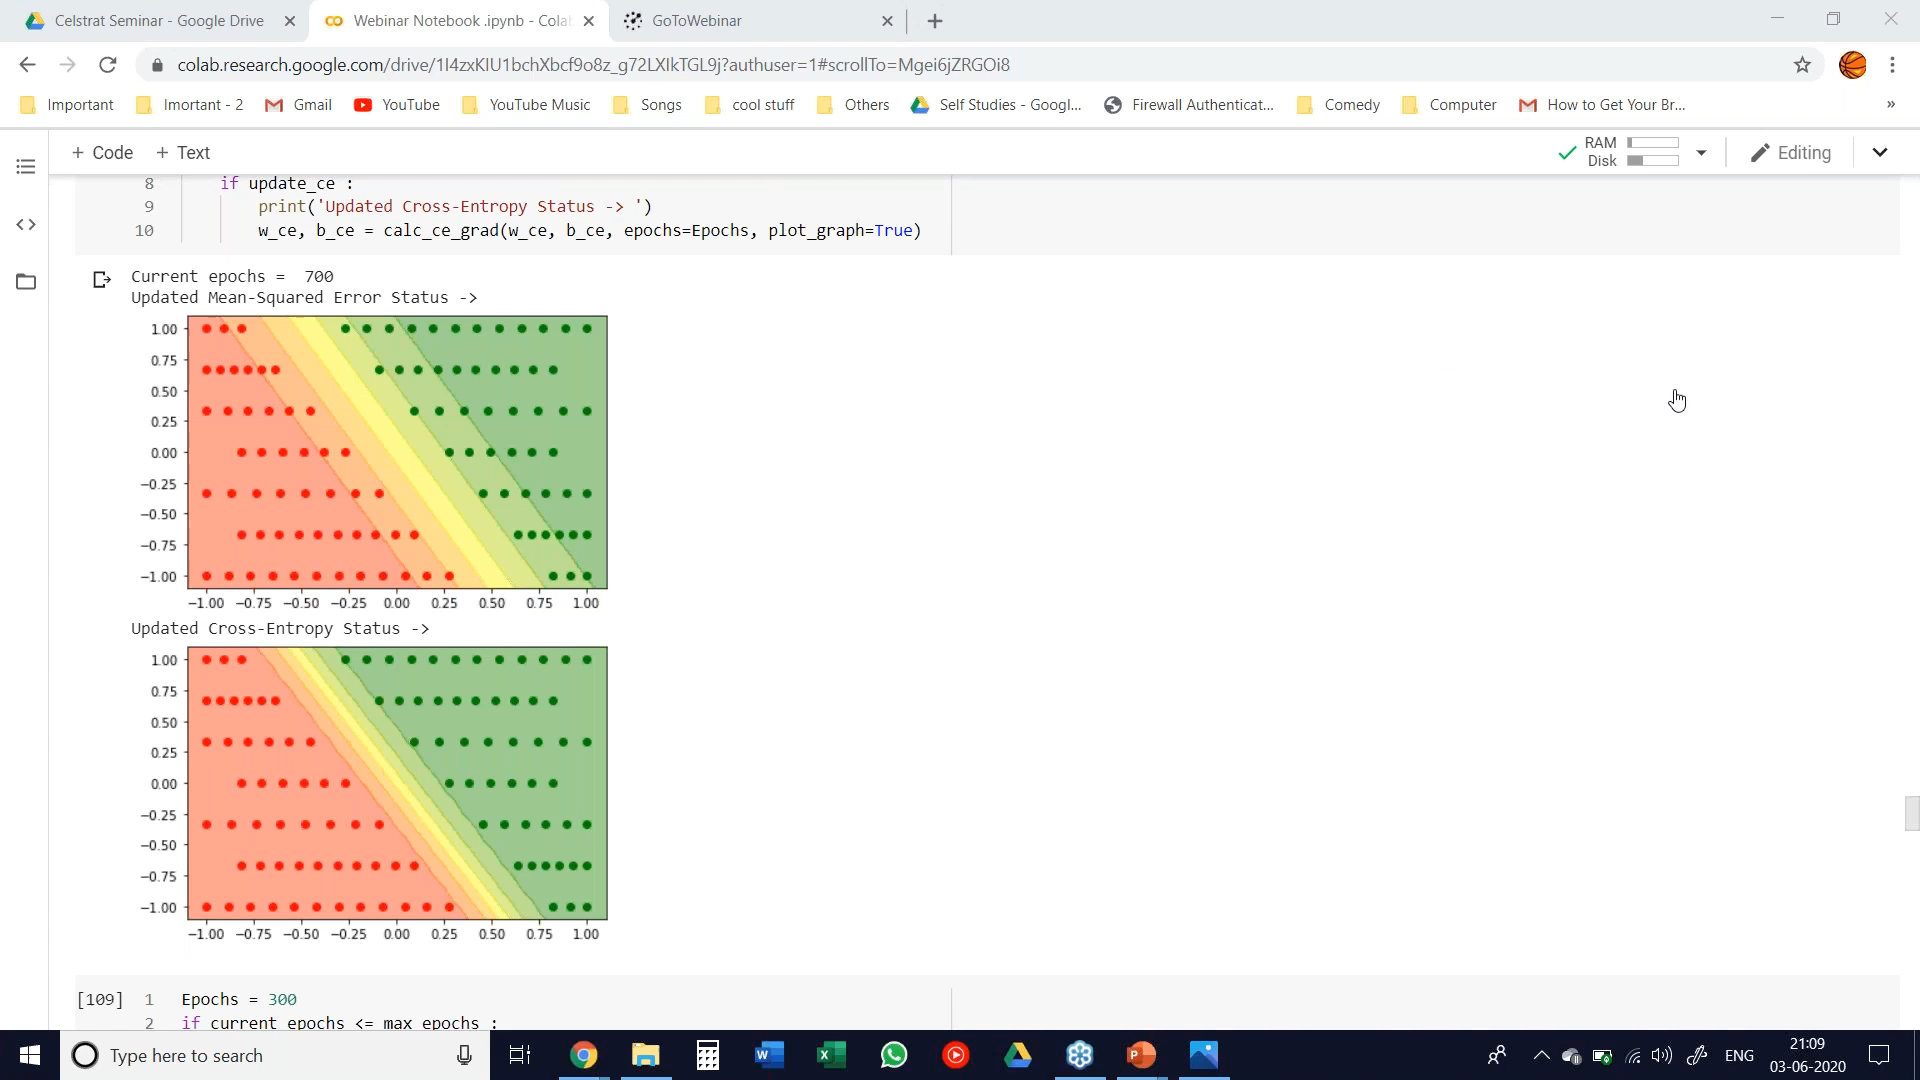 Celstrat Seminar - Google Drive
Webinar Notebook .ipynb - Cola
GoToWebinar
colab.research.google.com/drive/1I4zxKIU1bchXbcf9o8z_g72LXIkTGL9j?authuser=1#scrollTo=Mgei6jZRGOi8
Important
Imortant - 2
Gmail
YouTube
YouTube Music
Songs
cool stuff
Others
Self Studies - Googl...
Firewall Authenticat...
Comedy
Computer
How to Get Your Br...
»
+ Code
+ Text
RAM
Disk
Editing
8 if update_ce :
9 print('Updated Cross-Entropy Status -> ')
10 w_ce, b_ce = calc_ce_grad(w_ce, b_ce, epochs=Epochs, plot_graph=True)
Current epochs = 700
Updated Mean-Squared Error Status ->
1.00
0.75
0.50
0.25
0.00
−0.25
−0.50
−0.75
−1.00
−1.00 −0.75 −0.50 −0.25 0.00 0.25 0.50 0.75 1.00
Updated Cross-Entropy Status ->
1.00
0.75
0.50
0.25
0.00
−0.25
−0.50
−0.75
−1.00
−1.00 −0.75 −0.50 −0.25 0.00 0.25 0.50 0.75 1.00
[109] 1 Epochs = 300
2 if current_epochs <= max_epochs :
Type here to search
ENG
21:09
03-06-2020